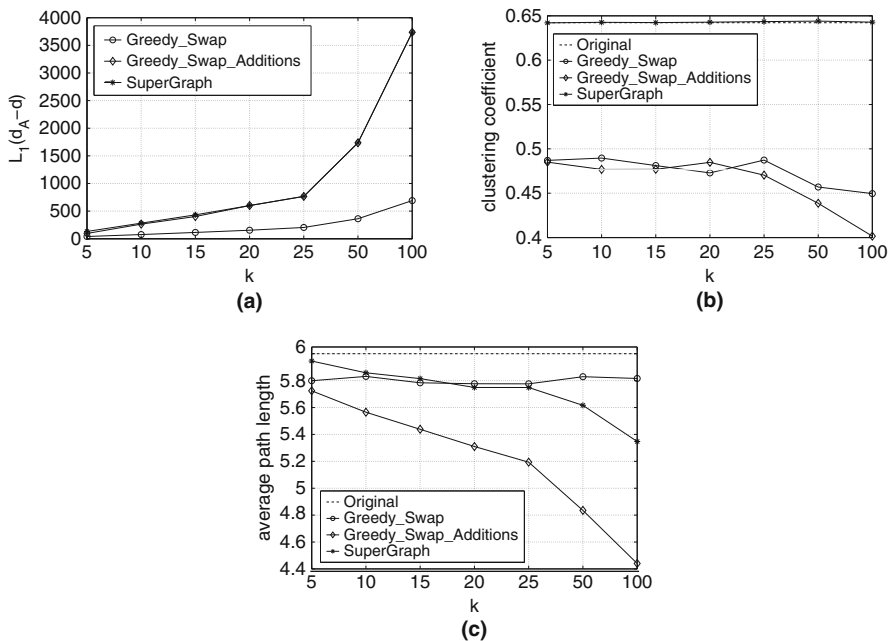 4000
3500
3000
2500
2000
1500
1000
500
0
L1(dA−d)
Greedy_Swap
Greedy_Swap_Additions
SuperGraph
5 10 15 20 25 50 100
k
(a)
0.65
0.6
0.55
0.5
0.45
0.4
clustering coefficient
Original
Greedy_Swap
Greedy_Swap_Additions
SuperGraph
5 10 15 20 25 50 100
k
(b)
6
5.8
5.6
5.4
5.2
5
4.8
4.6
4.4
average path length
Original
Greedy_Swap
Greedy_Swap_Additions
SuperGraph
5 10 15 20 25 50 100
k
(c)